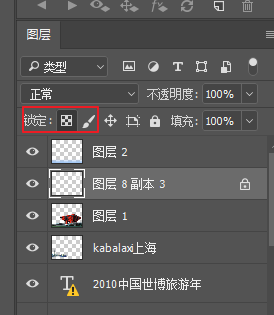 图层
类型
正常 不透明度: 100%
锁定: 填充: 100%
图层 2
图层 8 副本 3
图层 1
kabalaxi上海
T 2010中国世博旅游年